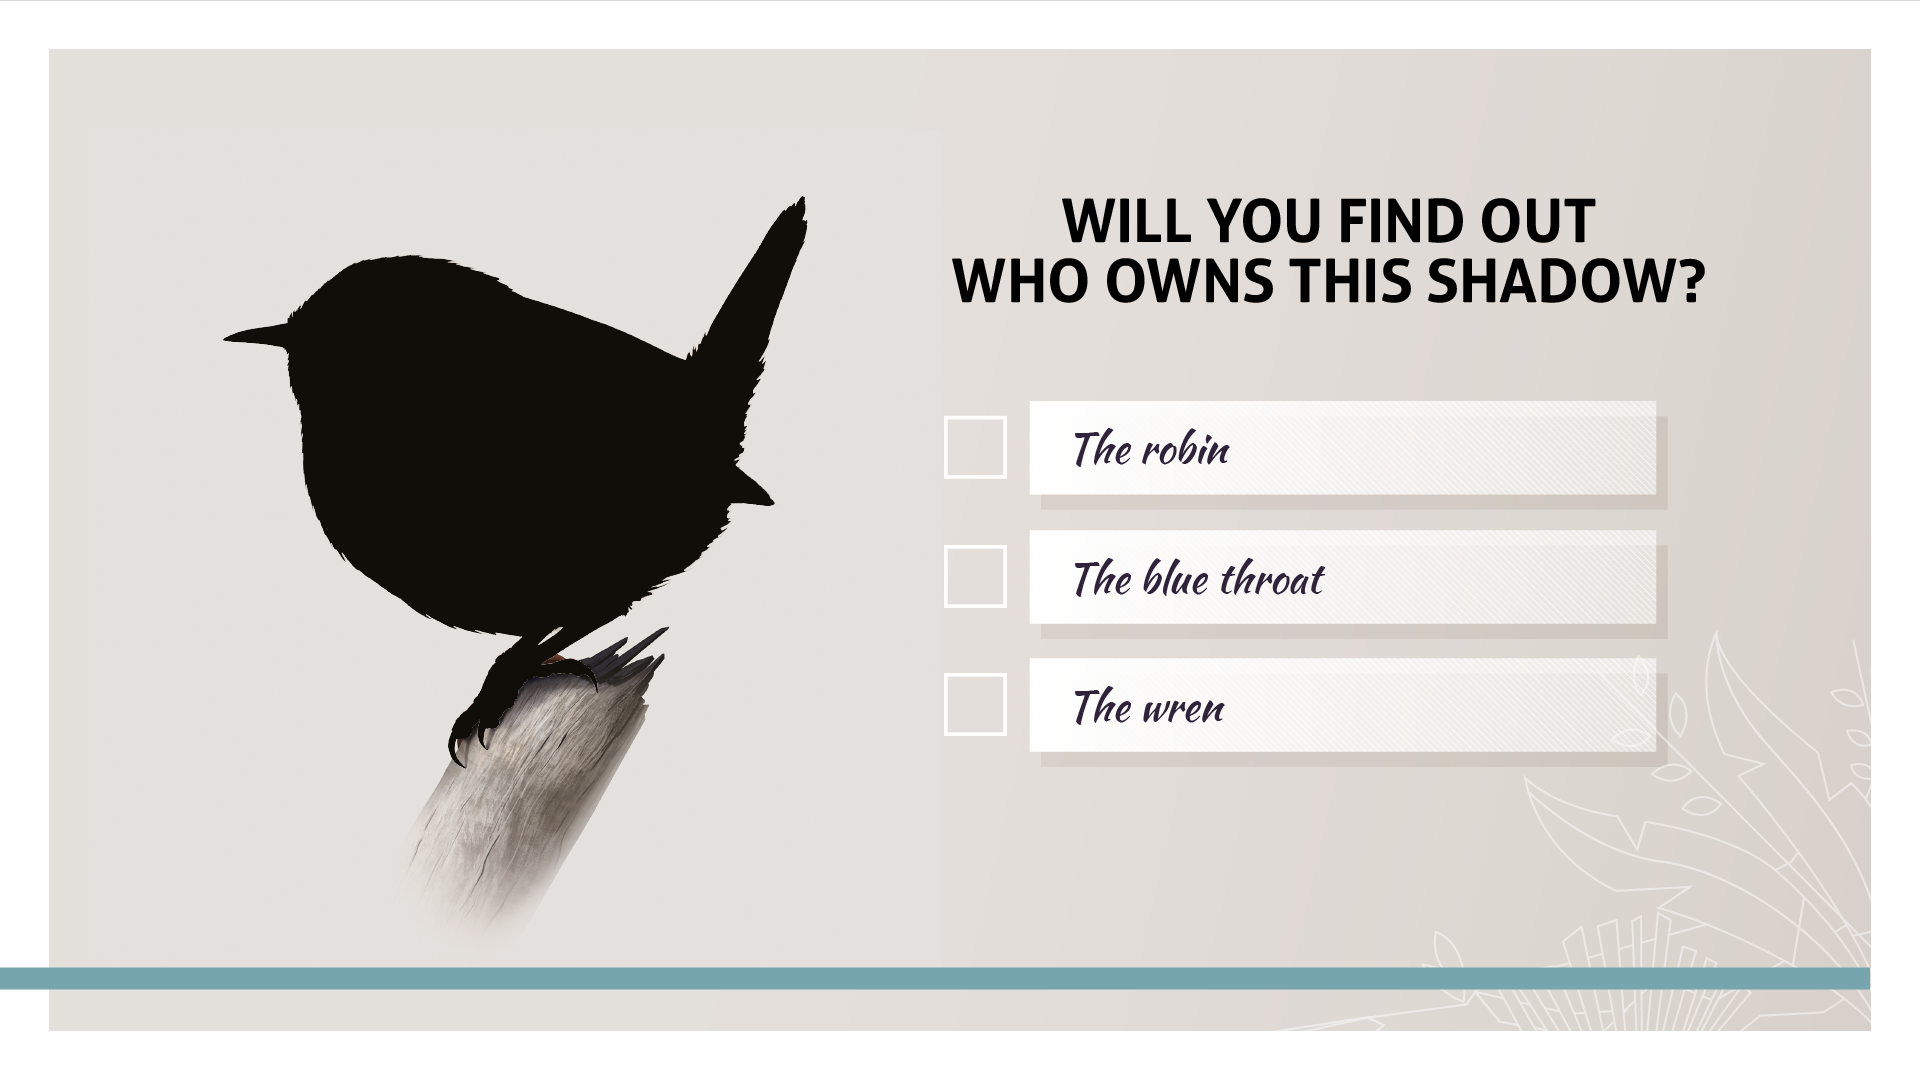 WILL YOU FIND OUT
WHO OWNS THIS SHADOW?
The robin
The blue throat
The wren